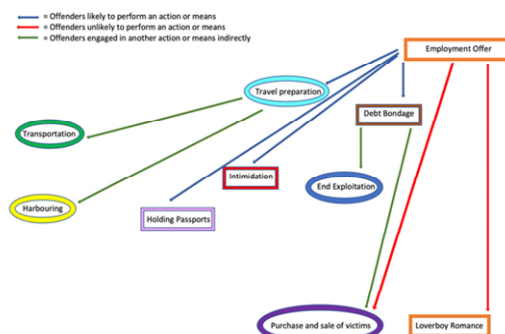 = Offenders likely to perform an action or means
= Offenders unlikely to perform an action or means
= Offenders engaged in another action or means indirectly
Employment Offer
Travel preparation
Debt Bondage
Transportation
Intimidation
End Exploitation
Harbouring
Holding Passports
Purchase and sale of victims
Loverboy Romance